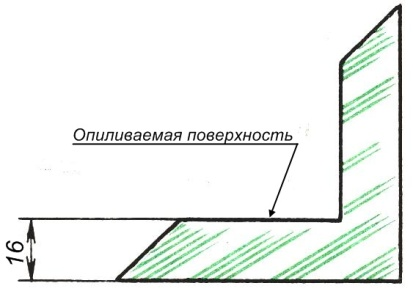 Опиливаемая поверхность
16